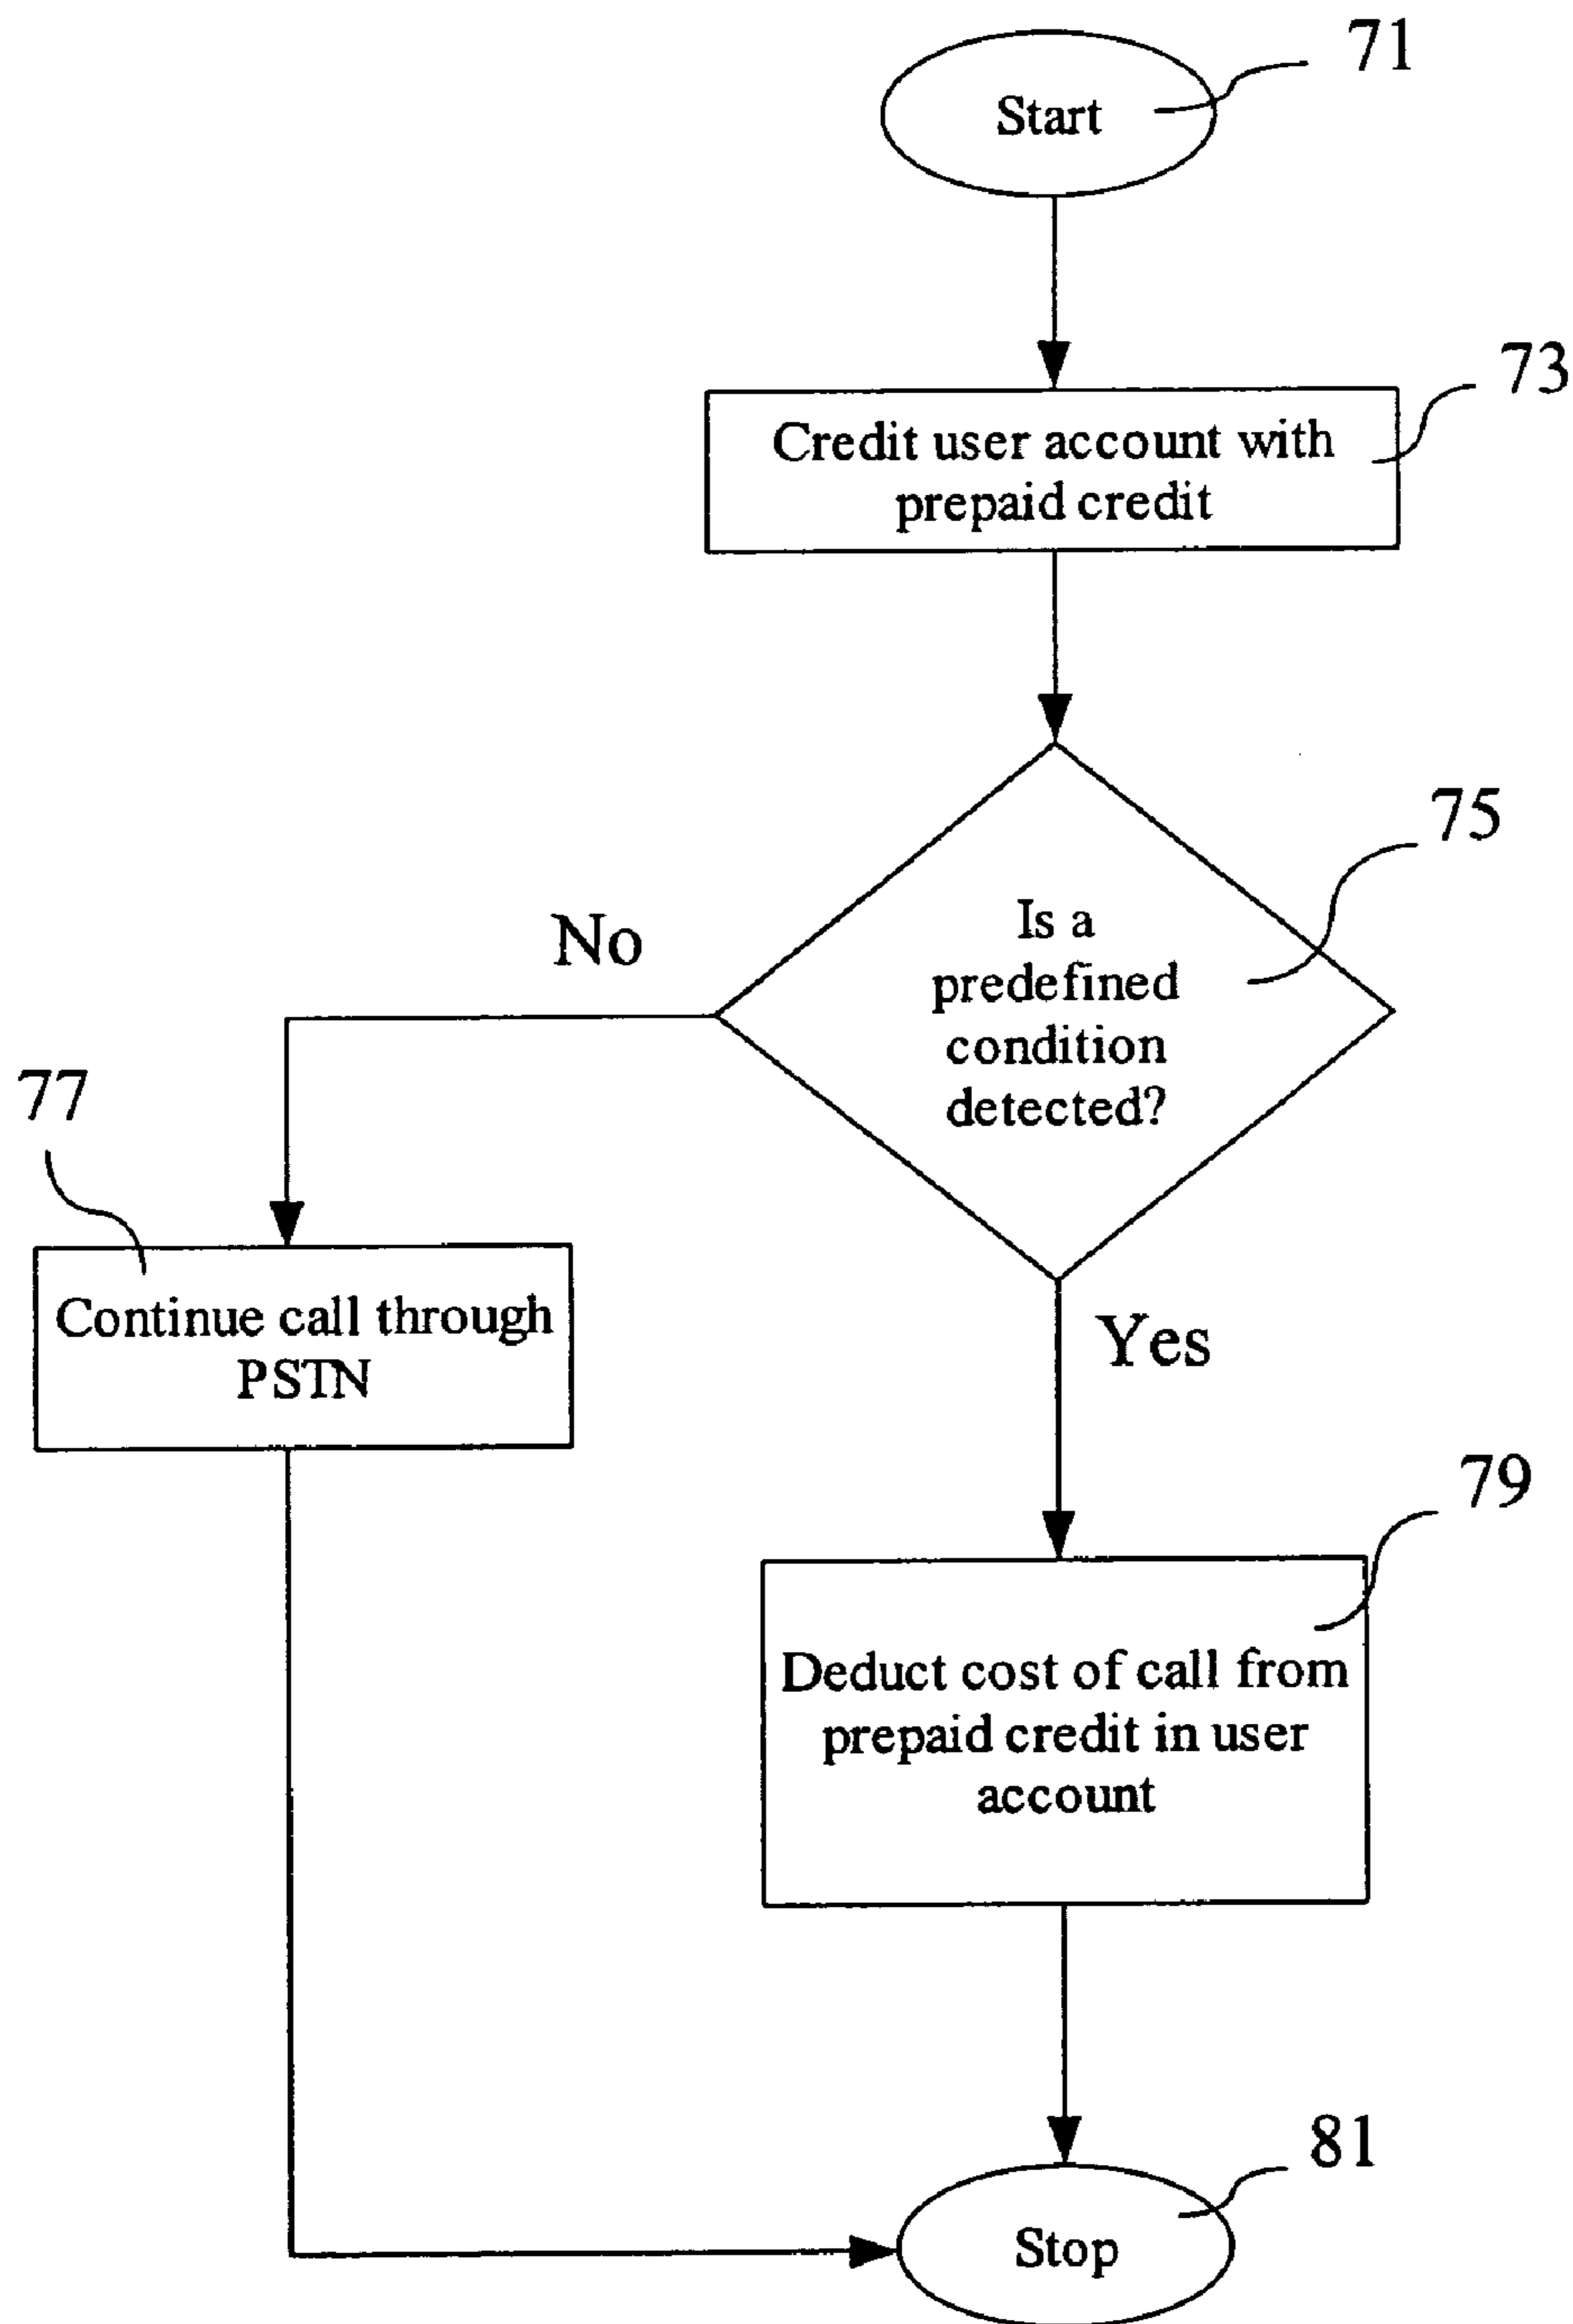 71
Start
73
Credit user account with
prepaid credit
75
Is a
predefined
condition
detected?
No
77
Continue call through
PSTN
Yes
79
Deduct cost of call from
prepaid credit in user
account
81
Stop